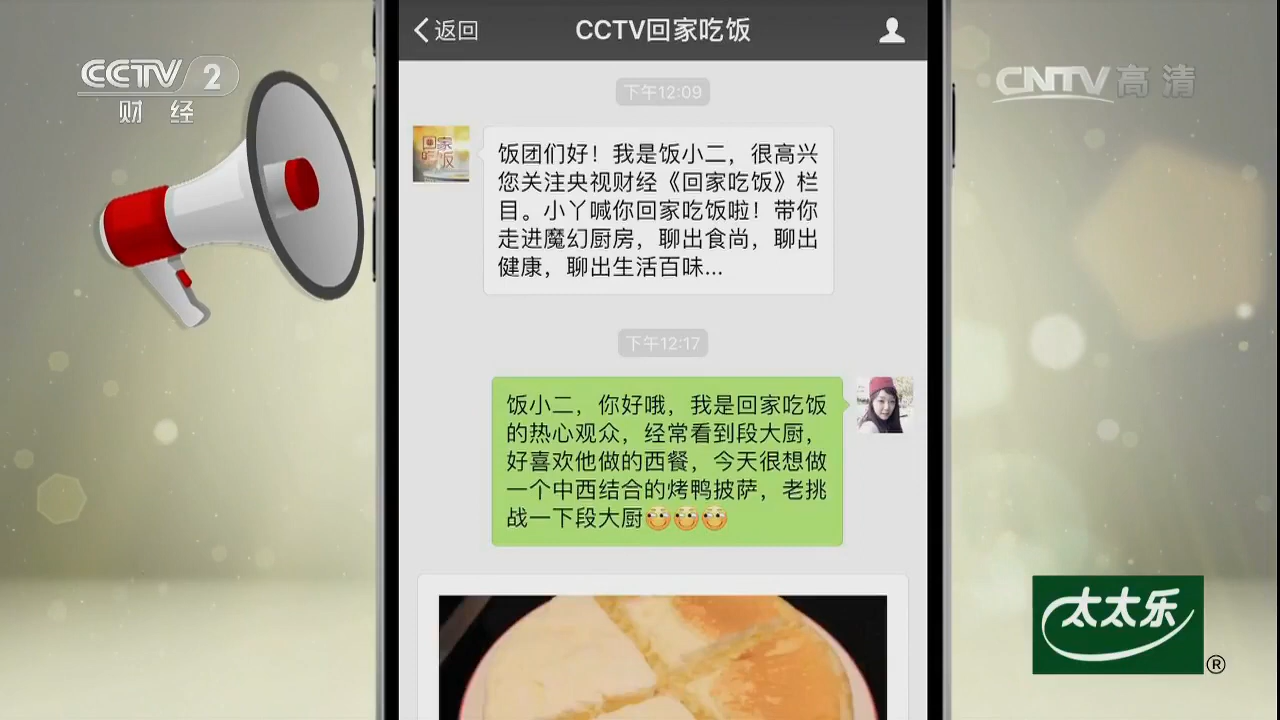 CCTV 2
财 经
CNTV高清
返回
CCTV回家吃饭
下午12:09
回家
吃饭
饭团们好！我是饭小二，很高兴
您关注央视财经《回家吃饭》栏
目。小丫喊你回家吃饭啦！带你
走进魔幻厨房，聊出食尚，聊出
健康，聊出生活百味...
下午12:17
饭小二，你好哦，我是回家吃饭
的热心观众，经常看到段大厨，
好喜欢他做的西餐，今天很想做
一个中西结合的烤鸭披萨，老挑
战一下段大厨
太太乐
®